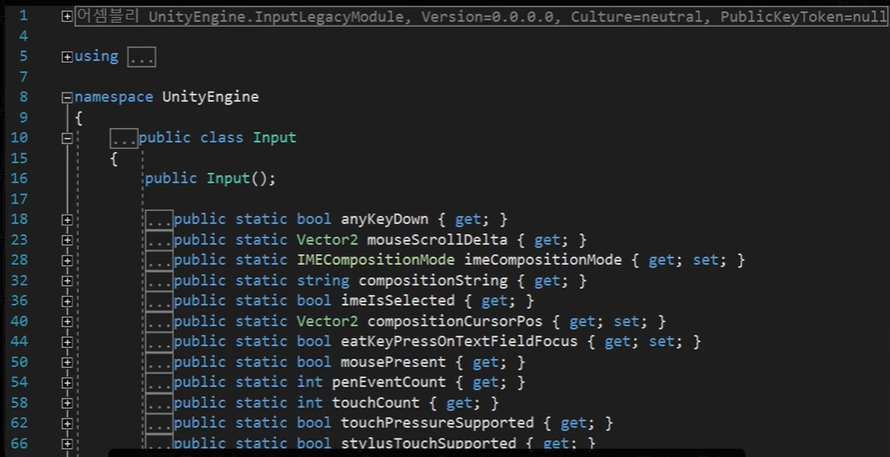 1 어셈블리 UnityEngine.InputLegacyModule, Version=0.0.0.0, Culture=neutral, PublicKeyToken=null
4
5 using ...
7
8 namespace UnityEngine
9 {
10 ...public class Input
15 {
16 public Input();
17
18 ...public static bool anyKeyDown { get; }
23 ...public static Vector2 mouseScrollDelta { get; }
28 ...public static IMECompositionMode imeCompositionMode { get; set; }
32 ...public static string compositionString { get; }
36 ...public static bool imeIsSelected { get; }
40 ...public static Vector2 compositionCursorPos { get; set; }
44 ...public static bool eatKeyPressOnTextFieldFocus { get; set; }
50 ...public static bool mousePresent { get; }
54 ...public static int penEventCount { get; }
58 ...public static int touchCount { get; }
62 ...public static bool touchPressureSupported { get; }
66 ...public static bool stylusTouchSupported { get; }